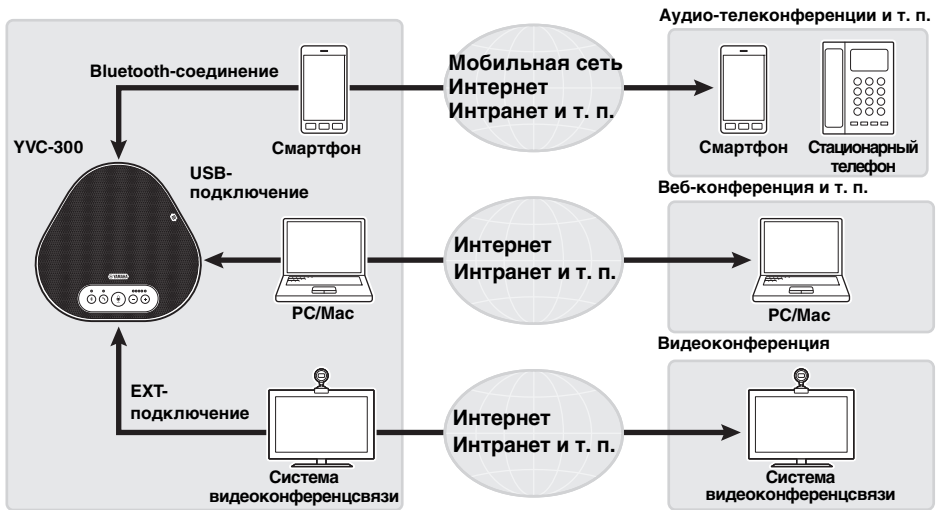 Аудио-телеконференции и т. п.
Bluetooth-соединение
Мобильная сеть
Интернет
Интранет и т. п.
YVC-300
Смартфон
Смартфон
Стационарный
телефон
USB-
подключение
Веб-конференция и т. п.
YAMAHA
Интернет
Интранет и т. п.
PC/Mac
PC/Mac
Видеоконференция
EXT-
подключение
Интернет
Интранет и т. п.
Система
видеоконференцсвязи
Система
видеоконференцсвязи